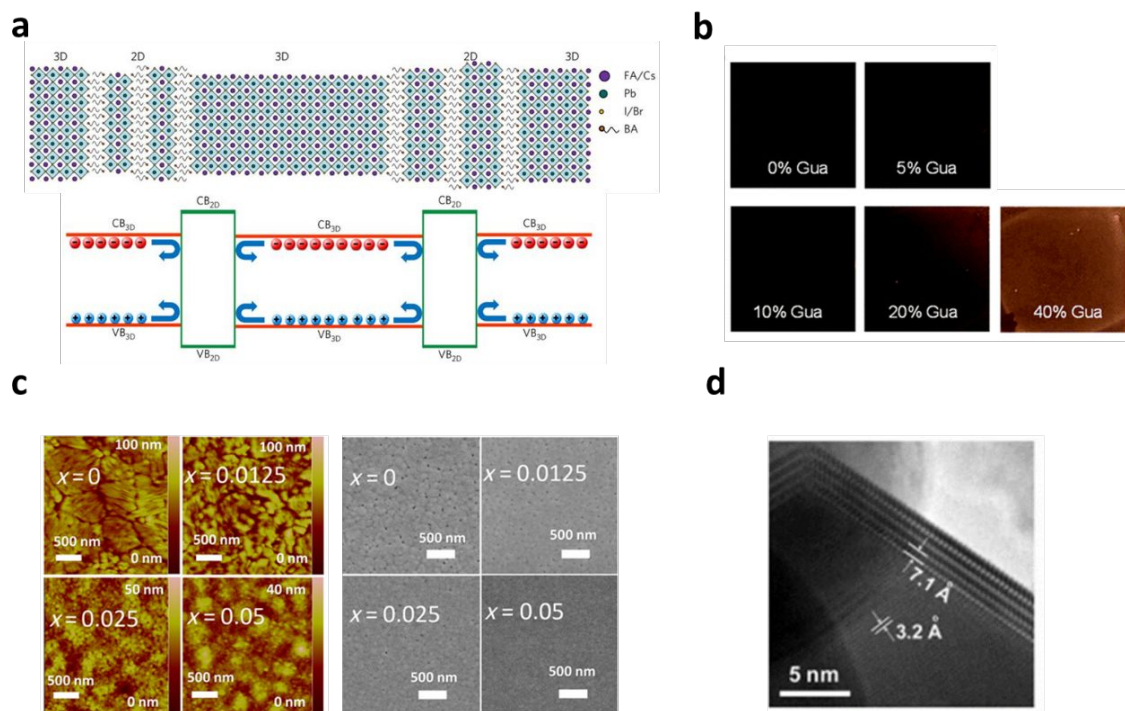 a
3D 2D 3D 2D 3D
FA/Cs
Pb
I/Br
BA
CB2D CB2D
CB3D CB3D CB3D
VB3D VB3D VB3D
VB2D VB2D
b
0% Gua 5% Gua
10% Gua 20% Gua 40% Gua
c
100 nm 100 nm
x = 0 x = 0.0125 x = 0 x = 0.0125
500 nm 500 nm 500 nm 500 nm
0 nm 0 nm
50 nm 40 nm
x = 0.025 x = 0.05 x = 0.025 x = 0.05
500 nm 500 nm 500 nm 500 nm
0 nm 0 nm
d
7.1 Å
3.2 Å
5 nm